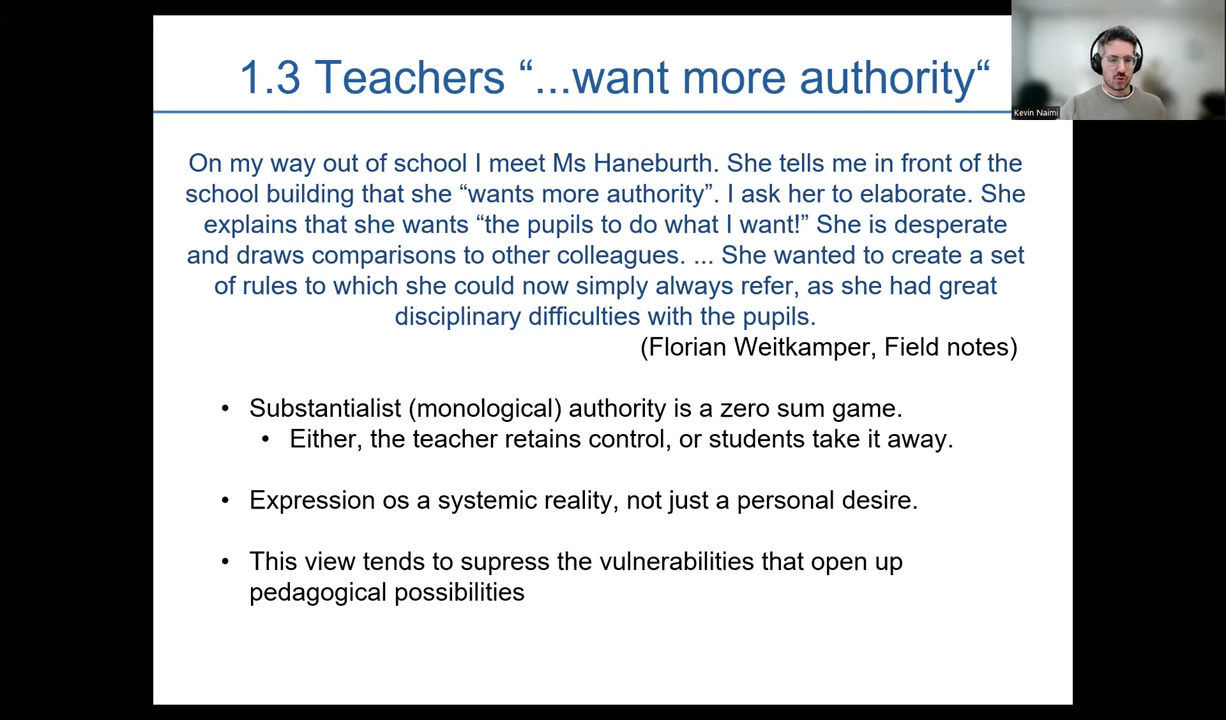 1.3 Teachers “...want more authority“
Kevin Naimi
On my way out of school I meet Ms Haneburth. She tells me in front of the
school building that she “wants more authority”. I ask her to elaborate. She
explains that she wants “the pupils to do what I want!” She is desperate
and draws comparisons to other colleagues. ... She wanted to create a set
of rules to which she could now simply always refer, as she had great
disciplinary difficulties with the pupils.
(Florian Weitkamper, Field notes)
• Substantialist (monological) authority is a zero sum game.
• Either, the teacher retains control, or students take it away.
• Expression os a systemic reality, not just a personal desire.
• This view tends to supress the vulnerabilities that open up
pedagogical possibilities